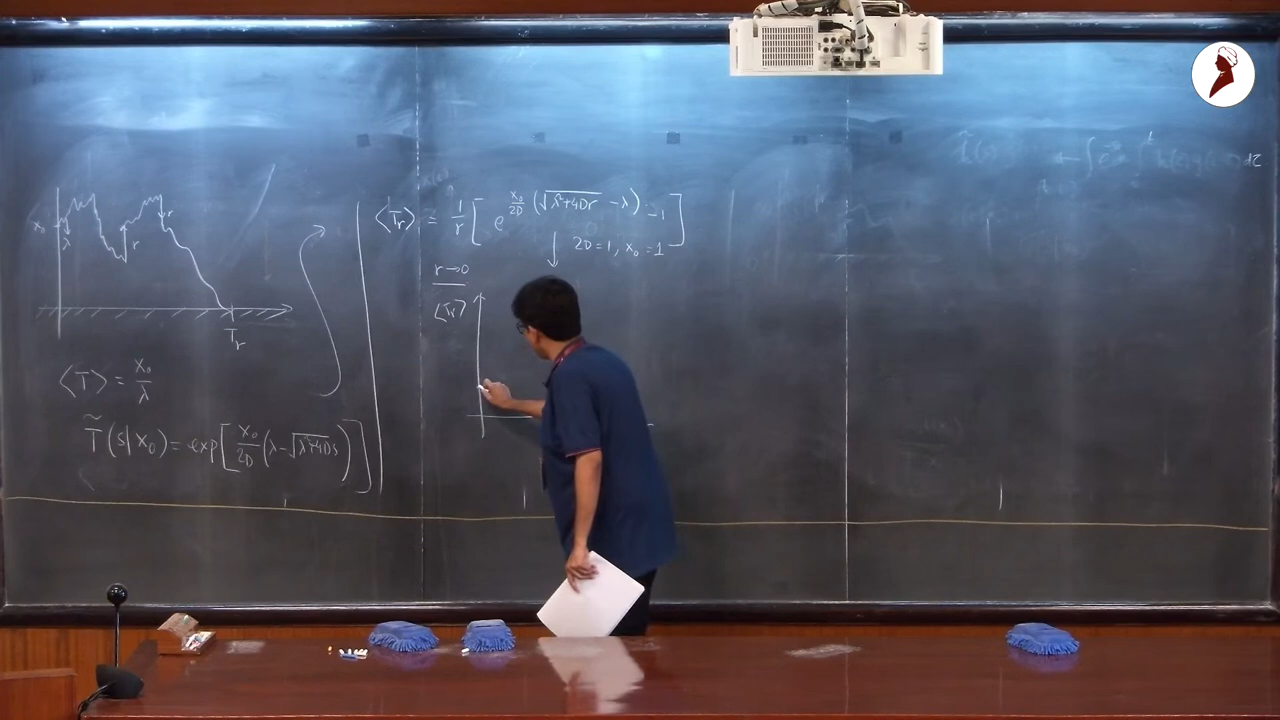 x₀
λ
r
r
T_r
⟨T⟩ = x₀/λ
T̃(s|x₀) = exp[x₀/2D (λ - √λ²+4Ds)]
⟨T_r⟩ = 1/r [e^{x₀/2D (√λ²+4Dr - λ)} - 1]
↓ 2D=1, x₀=1
r→0
⟨T_r⟩